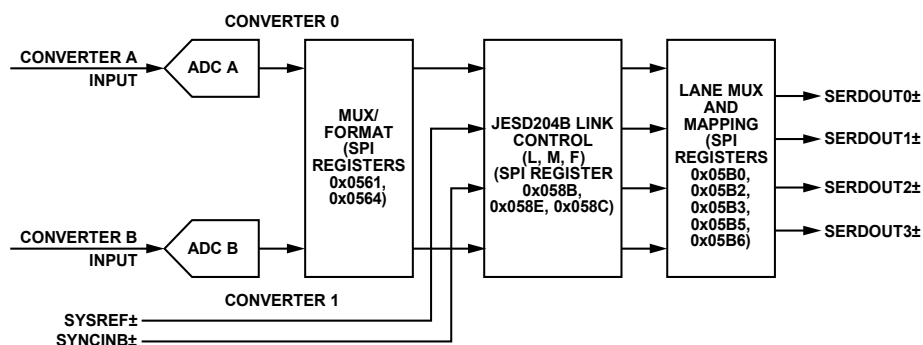 CONVERTER 0
CONVERTER A
INPUT
ADC A
MUX/
FORMAT
(SPI
REGISTERS
0x0561,
0x0564)
JESD204B LINK
CONTROL
(L, M, F)
(SPI REGISTER
0x058B,
0x058E, 0x058C)
LANE MUX
AND
MAPPING
(SPI
REGISTERS
0x05B0,
0x05B2,
0x05B3,
0x05B5,
0x05B6)
SERDOUT0±
SERDOUT1±
SERDOUT2±
SERDOUT3±
CONVERTER B
INPUT
ADC B
CONVERTER 1
SYSREF±
SYNCINB±